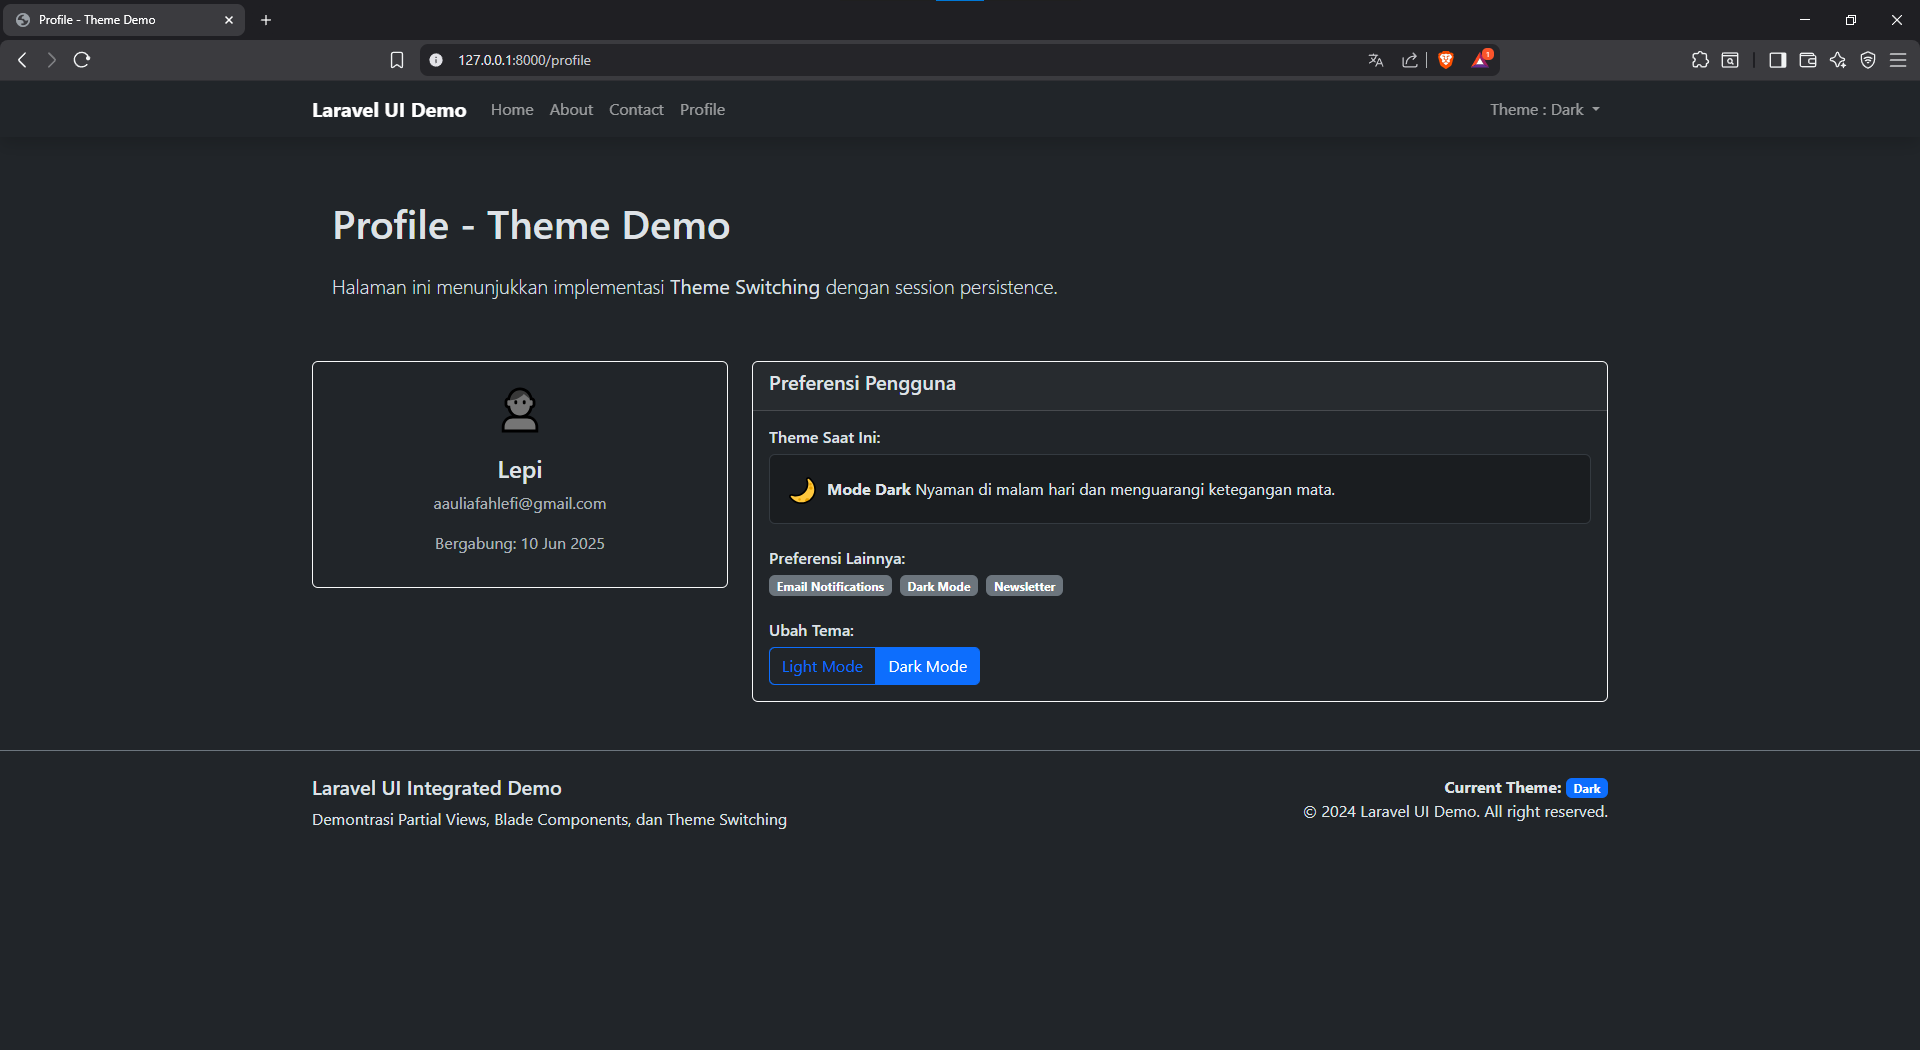 Profile - Theme Demo
127.0.0.1:8000/profile
1
Laravel UI Demo Home About Contact Profile Theme : Dark
Profile - Theme Demo
Halaman ini menunjukkan implementasi Theme Switching dengan session persistence.
Lepi
aauliafahlefi@gmail.com
Bergabung: 10 Jun 2025
Preferensi Pengguna
Theme Saat Ini:
Mode Dark Nyaman di malam hari dan menguarangi ketegangan mata.
Preferensi Lainnya:
Email Notifications Dark Mode Newsletter
Ubah Tema:
Light Mode Dark Mode
Laravel UI Integrated Demo
Demontrasi Partial Views, Blade Components, dan Theme Switching
Current Theme: Dark
© 2024 Laravel UI Demo. All right reserved.